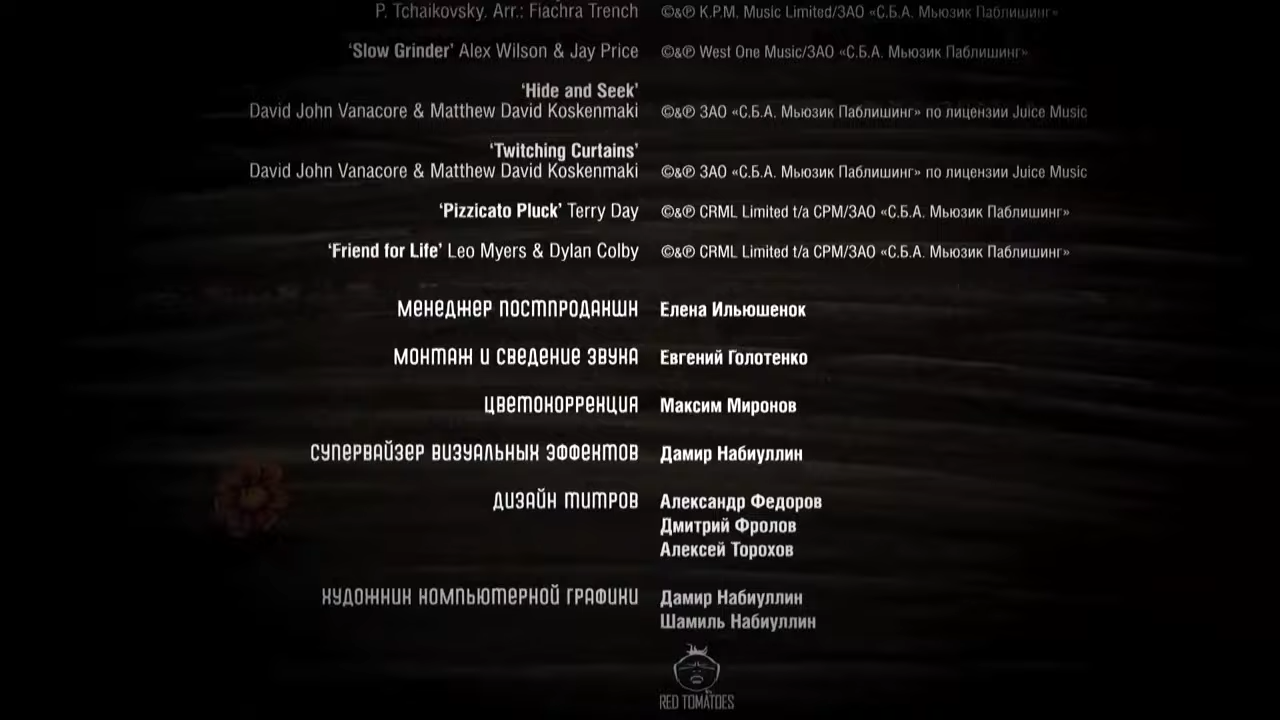 P. Tchaikovsky. Arr.: Fiachra Trench ©&℗ K.P.M. Music Limited/ЗАО «С.Б.А. Мьюзик Паблишинг»
‘Slow Grinder’ Alex Wilson & Jay Price ©&℗ West One Music/ЗАО «С.Б.А. Мьюзик Паблишинг»
‘Hide and Seek’
David John Vanacore & Matthew David Koskenmaki ©&℗ ЗАО «С.Б.А. Мьюзик Паблишинг» по лицензии Juice Music
‘Twitching Curtains’
David John Vanacore & Matthew David Koskenmaki ©&℗ ЗАО «С.Б.А. Мьюзик Паблишинг» по лицензии Juice Music
‘Pizzicato Pluck’ Terry Day ©&℗ CRML Limited t/a CPM/ЗАО «С.Б.А. Мьюзик Паблишинг»
‘Friend for Life’ Leo Myers & Dylan Colby ©&℗ CRML Limited t/a CPM/ЗАО «С.Б.А. Мьюзик Паблишинг»
менеджер постпродакшн Елена Ильюшенок
монтаж и сведение звука Евгений Голотенко
цветокоррекция Максим Миронов
супервайзер визуальных эффектов Дамир Набиуллин
дизайн титров Александр Федоров
Дмитрий Фролов
Алексей Торохов
художник компьютерной графики Дамир Набиуллин
Шамиль Набиуллин
RED TOMATOES